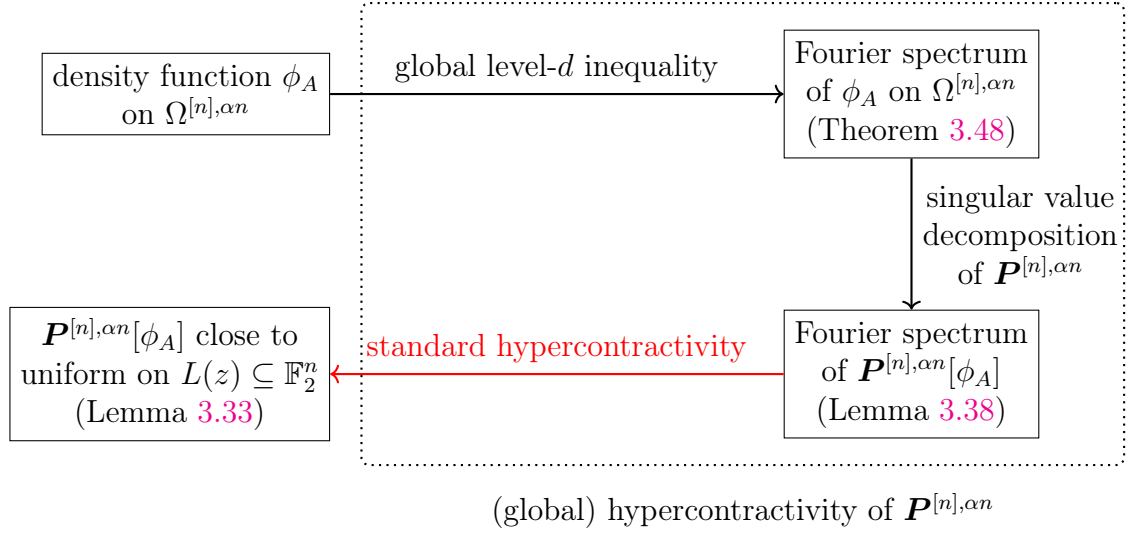 density function ϕ_A
on Ω^{[n],αn}
global level-d inequality
Fourier spectrum
of ϕ_A on Ω^{[n],αn}
(Theorem 3.48)
singular value
decomposition
of P^{[n],αn}
Fourier spectrum
of P^{[n],αn}[ϕ_A]
(Lemma 3.38)
standard hypercontractivity
P^{[n],αn}[ϕ_A] close to
uniform on L(z) ⊆ 𝔽_2^n
(Lemma 3.33)
(global) hypercontractivity of P^{[n],αn}